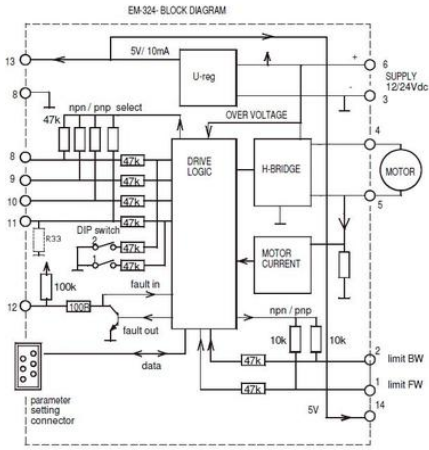 EM-324- BLOCK DIAGRAM
13
5V/ 10mA
U-reg
+
6
SUPPLY
12/24Vdc
-
3
8
npn / pnp select
47k
OVER VOLTAGE
4
8
47k
DRIVE
LOGIC
H-BRIDGE
MOTOR
9
47k
10
47k
5
11
47k
R33
DIP switch
2
47k
1
47k
MOTOR
CURRENT
100k
fault in
12
100R
npn / pnp
fault out
10k
10k
2
limit BW
47k
data
1
limit FW
47k
5V
14
parameter
setting
connector